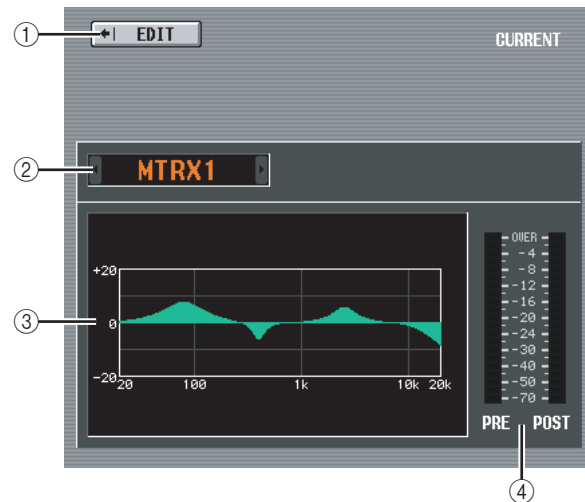 ① EDIT
CURRENT
② MTRX1
OVER
-4
-8
-12
-16
-20
-24
-30
-40
-50
-70
③
+20
0
-20
20 100 1k 10k 20k
PRE POST
④